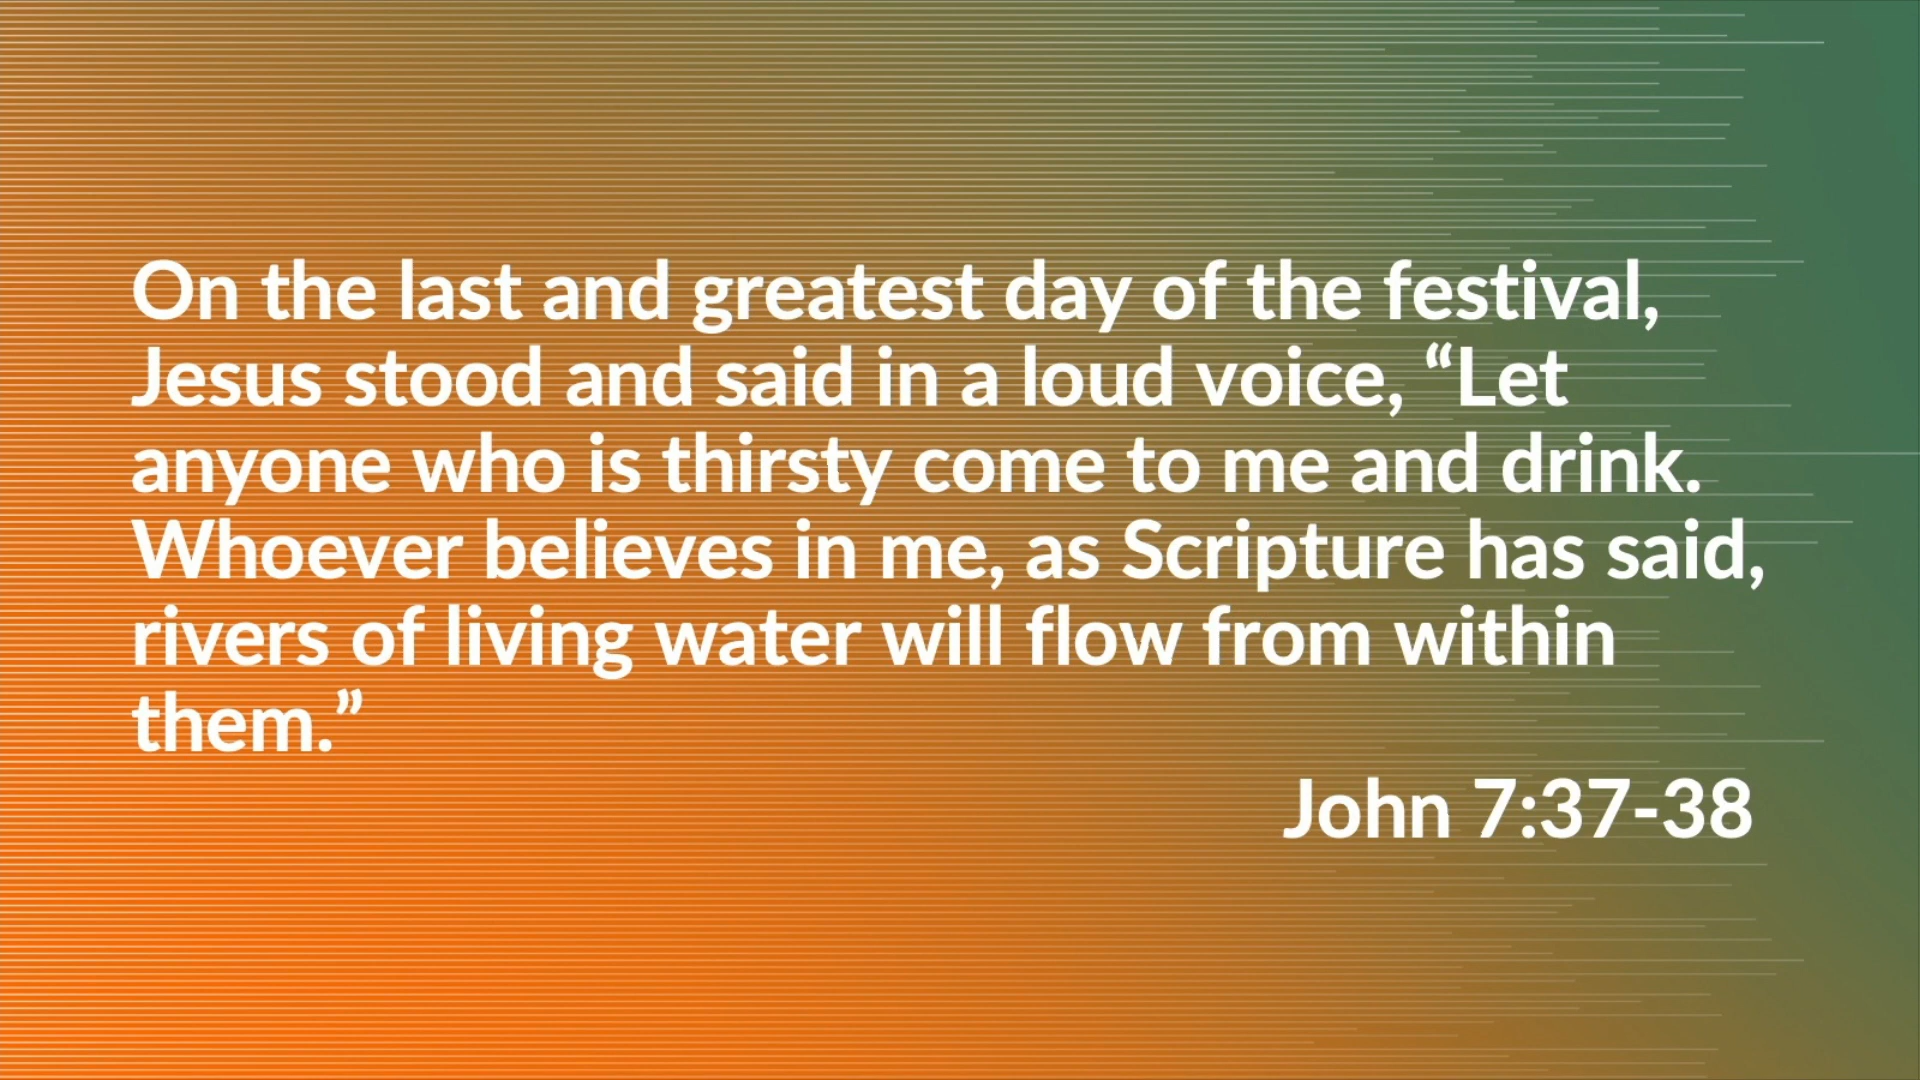 On the last and greatest day of the festival,
Jesus stood and said in a loud voice, “Let
anyone who is thirsty come to me and drink.
Whoever believes in me, as Scripture has said,
rivers of living water will flow from within
them.”
John 7:37-38